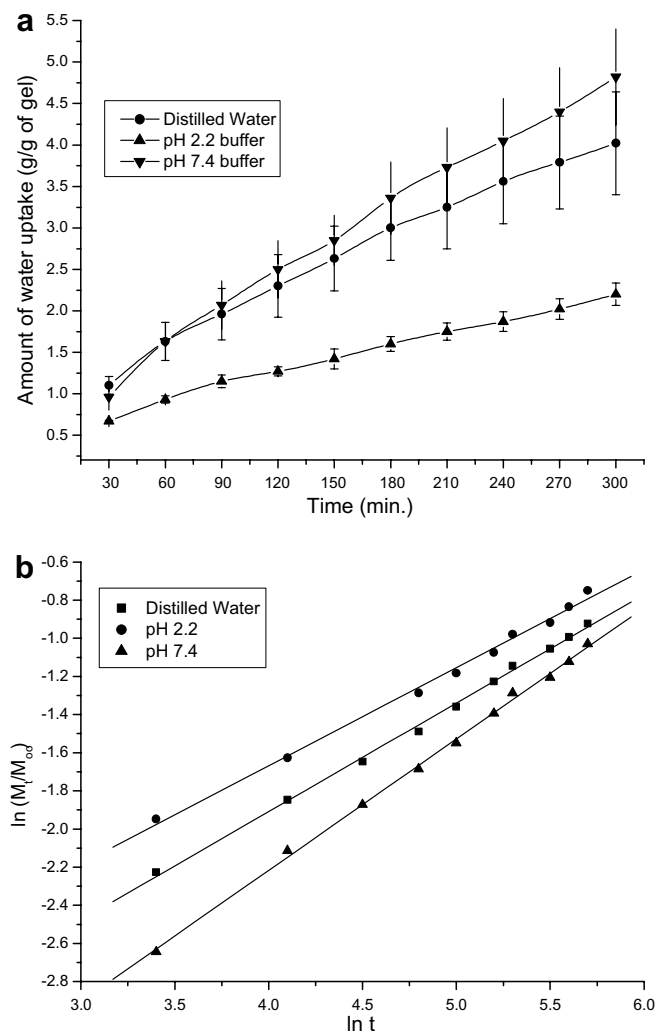 a
5.5
5.0
4.5
4.0
3.5
3.0
2.5
2.0
1.5
1.0
0.5
Amount of water uptake (g/g of gel)
Distilled Water
pH 2.2 buffer
pH 7.4 buffer
30 60 90 120 150 180 210 240 270 300
Time (min.)
b
-0.6
-0.8
-1.0
-1.2
-1.4
-1.6
-1.8
-2.0
-2.2
-2.4
-2.6
-2.8
ln (Mt/M∞)
Distilled Water
pH 2.2
pH 7.4
3.0 3.5 4.0 4.5 5.0 5.5 6.0
ln t